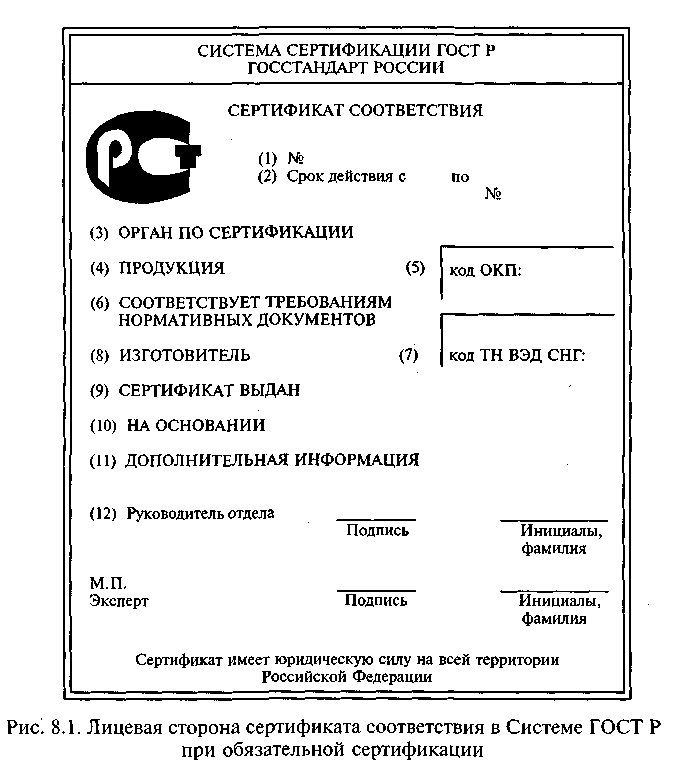 СИСТЕМА СЕРТИФИКАЦИИ ГОСТ Р
ГОССТАНДАРТ РОССИИ
СЕРТИФИКАТ СООТВЕТСТВИЯ
РСТ
(1) №
(2) Срок действия с по
№
(3) ОРГАН ПО СЕРТИФИКАЦИИ
(4) ПРОДУКЦИЯ (5) код ОКП:
(6) СООТВЕТСТВУЕТ ТРЕБОВАНИЯМ
НОРМАТИВНЫХ ДОКУМЕНТОВ
(8) ИЗГОТОВИТЕЛЬ (7) код ТН ВЭД СНГ:
(9) СЕРТИФИКАТ ВЫДАН
(10) НА ОСНОВАНИИ
(11) ДОПОЛНИТЕЛЬНАЯ ИНФОРМАЦИЯ
(12) Руководитель отдела
Подпись Инициалы,
фамилия
М.П.
Эксперт Подпись Инициалы,
фамилия
Сертификат имеет юридическую силу на всей территории
Российской Федерации
Рис. 8.1. Лицевая сторона сертификата соответствия в Системе ГОСТ Р
при обязательной сертификации